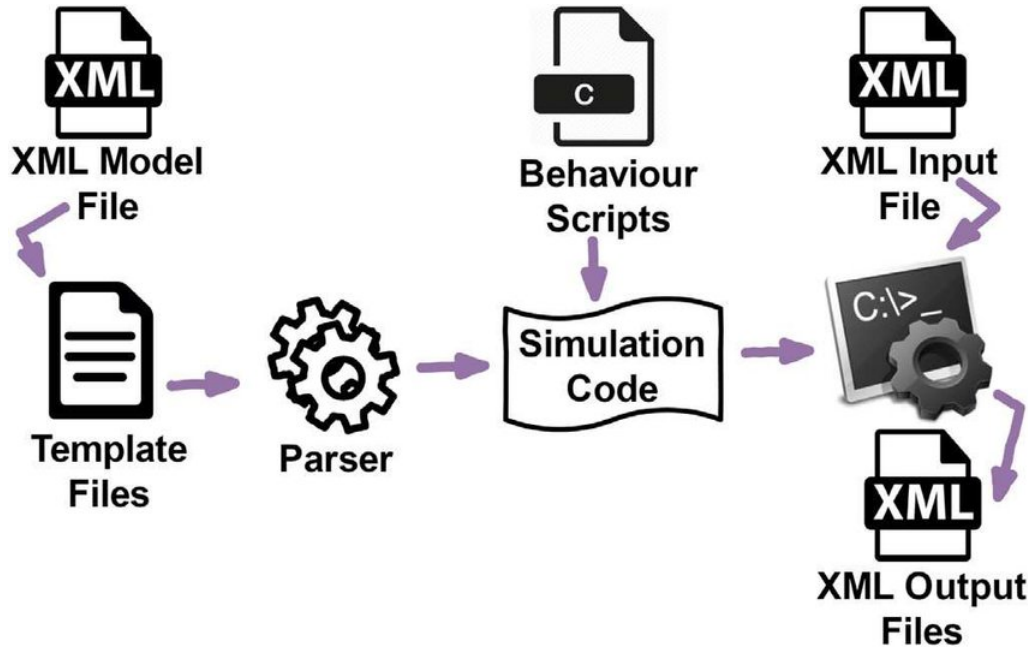 XML
XML Model
File
C
Behaviour
Scripts
XML
XML Input
File
Template
Files
Parser
Simulation
Code
C:\>_
XML
XML Output
Files